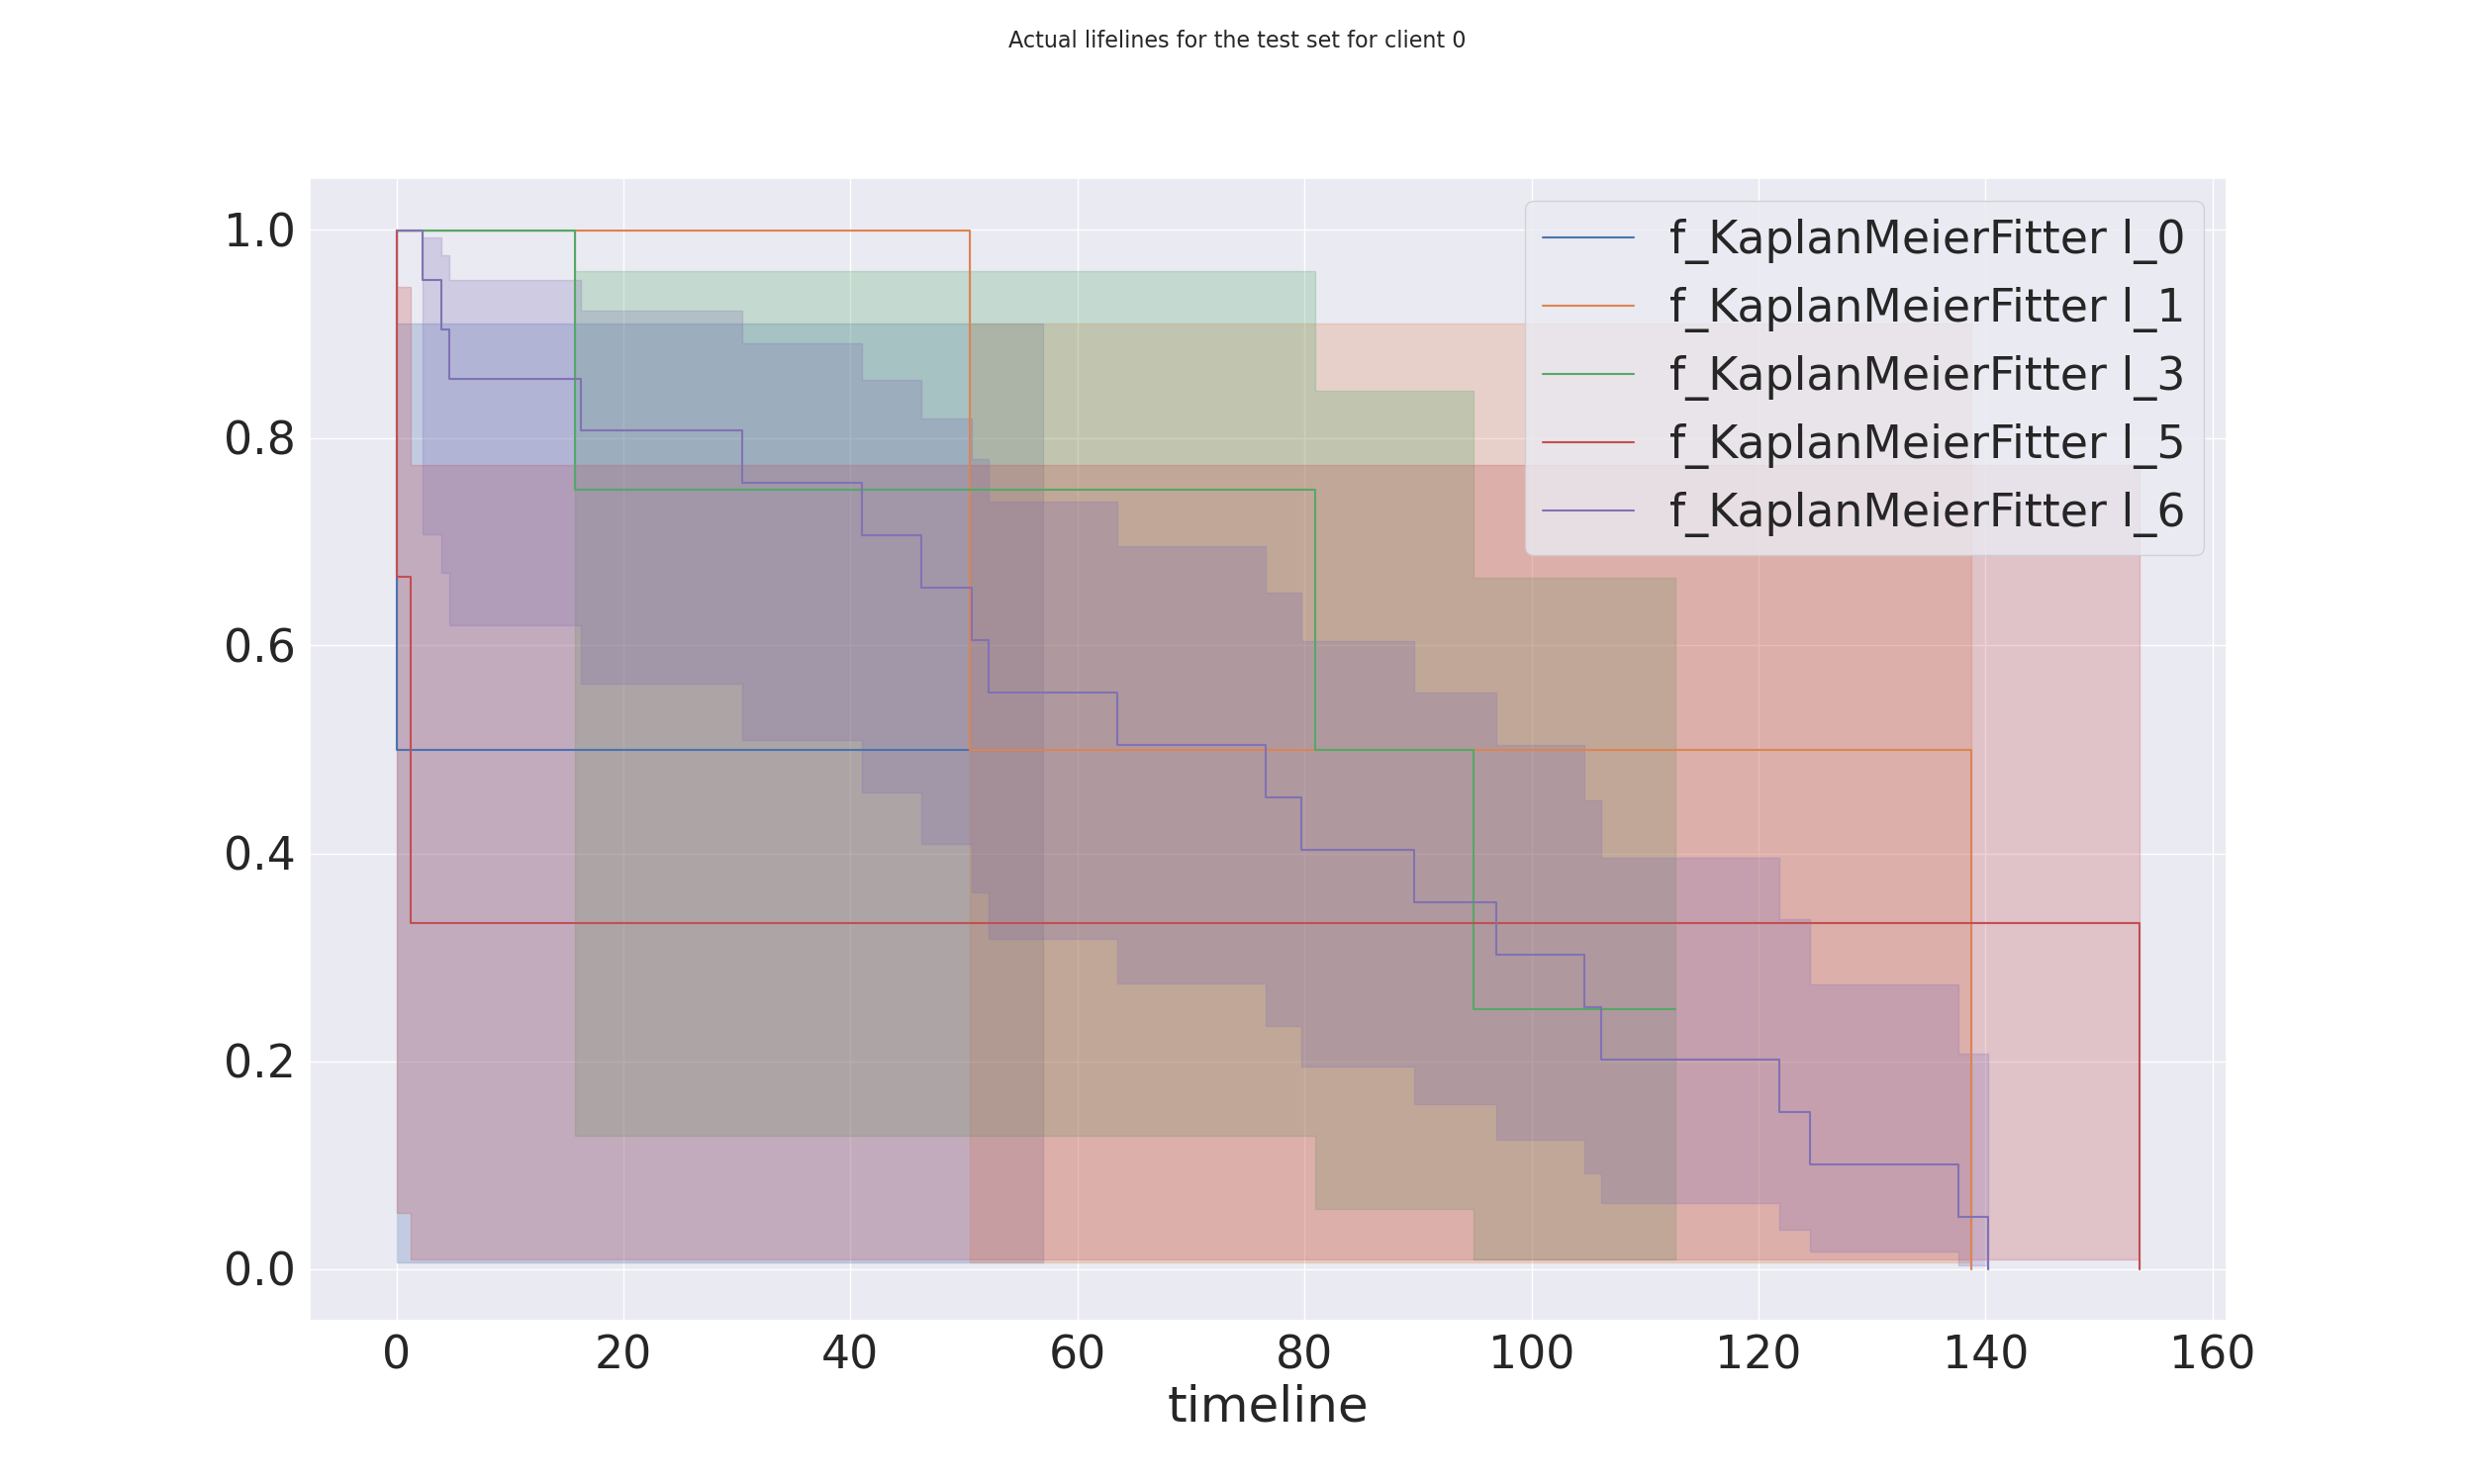 Actual lifelines for the test set for client 0
1.0
0.8
0.6
0.4
0.2
0.0
f_KaplanMeierFitter l_0
f_KaplanMeierFitter l_1
f_KaplanMeierFitter l_3
f_KaplanMeierFitter l_5
f_KaplanMeierFitter l_6
0 20 40 60 80 100 120 140 160
timeline